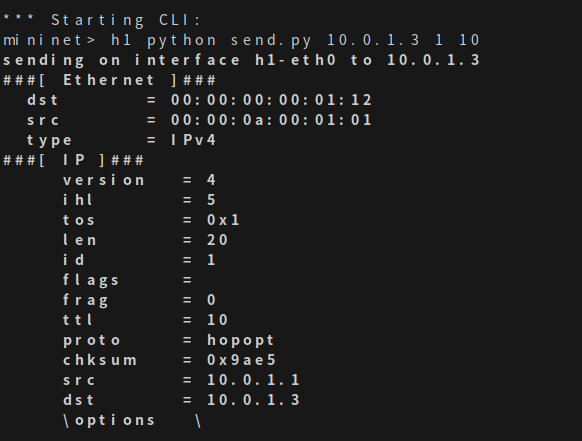 *** Starting CLI:
mininet> h1 python send.py 10.0.1.3 1 10
sending on interface h1-eth0 to 10.0.1.3
###[ Ethernet ]###
  dst       = 00:00:00:00:01:12
  src       = 00:00:0a:00:01:01
  type      = IPv4
###[ IP ]###
     version   = 4
     ihl       = 5
     tos       = 0x1
     len       = 20
     id        = 1
     flags     =
     frag      = 0
     ttl       = 10
     proto     = hopopt
     chksum    = 0x9ae5
     src       = 10.0.1.1
     dst       = 10.0.1.3
     \options   \